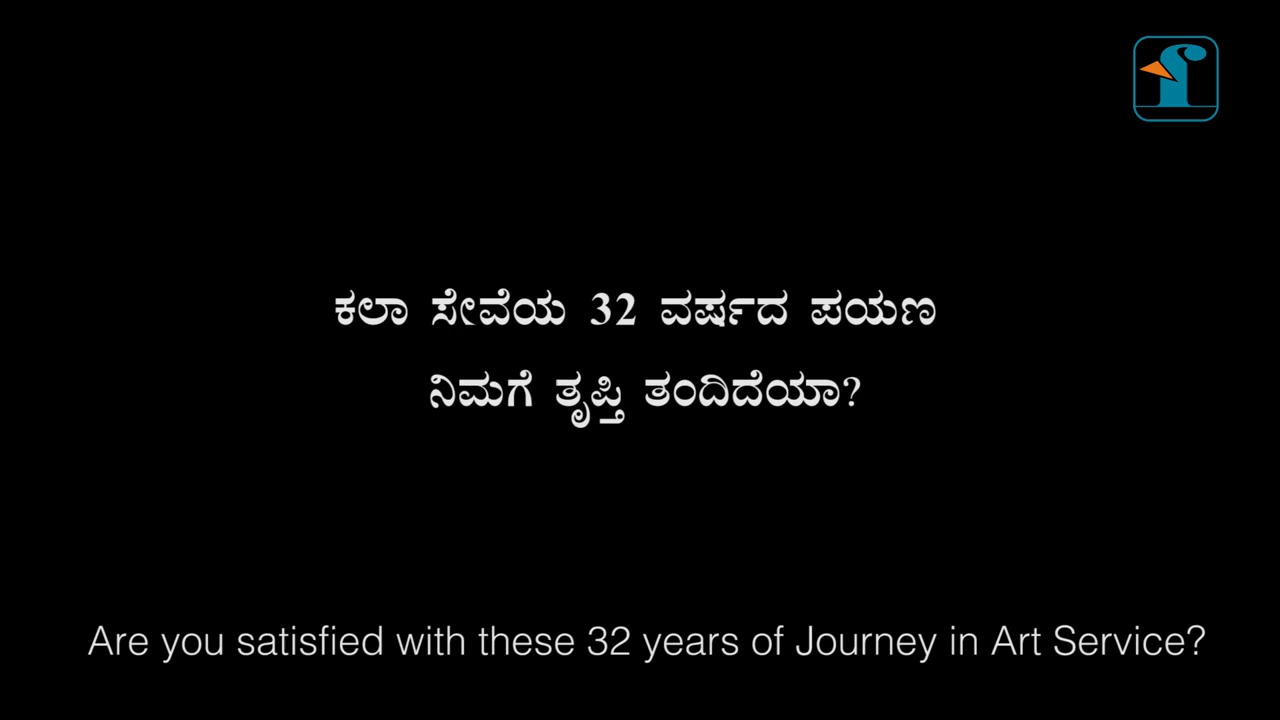 ಕಲಾ ಸೇವೆಯ 32 ವರ್ಷದ ಪಯಣ
ನಿಮಗೆ ತೃಪ್ತಿ ತಂದಿದೆಯಾ?
Are you satisfied with these 32 years of Journey in Art Service?